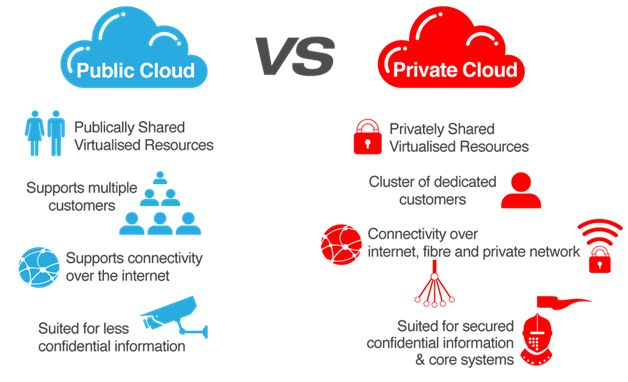 Public Cloud
VS
Private Cloud
Publically Shared
Virtualised Resources
Supports multiple
customers
Supports connectivity
over the internet
Suited for less
confidential information
Privately Shared
Virtualised Resources
Cluster of dedicated
customers
Connectivity over
internet, fibre and private network
Suited for secured
confidential information
& core systems